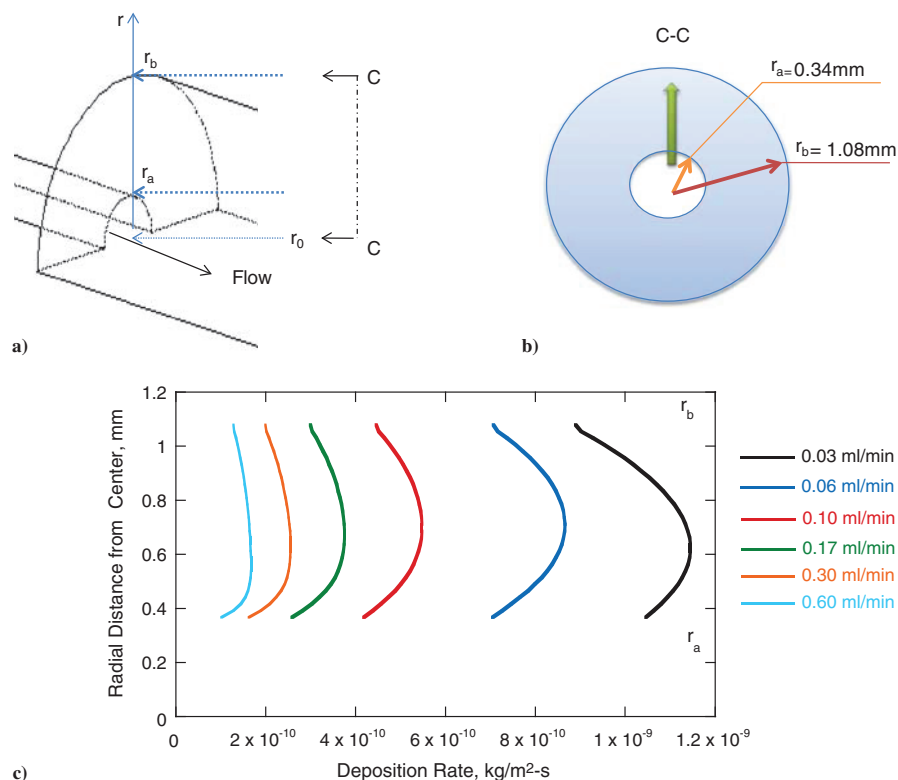 r
r_b
C
r_a
r_0
C
Flow
a)
C-C
r_a=0.34mm
r_b= 1.08mm
b)
1.2
1
0.8
0.6
0.4
0.2
0
Radial Distance from Center, mm
r_b
r_a
0
2 x 10^-10
4 x 10^-10
6 x 10^-10
8 x 10^-10
1 x 10^-9
1.2 x 10^-9
Deposition Rate, kg/m²-s
0.03 ml/min
0.06 ml/min
0.10 ml/min
0.17 ml/min
0.30 ml/min
0.60 ml/min
c)